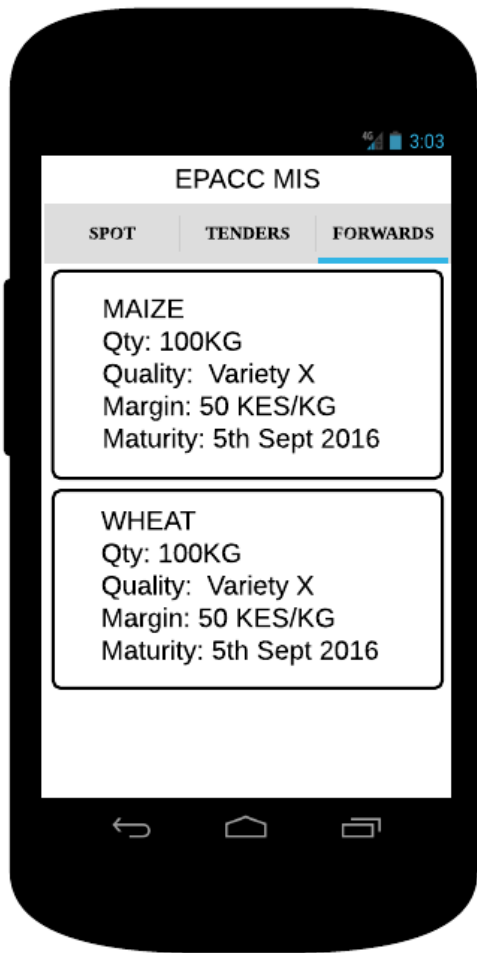 4G 3:03
EPACC MIS
SPOT TENDERS FORWARDS
MAIZE
Qty: 100KG
Quality:  Variety X
Margin: 50 KES/KG
Maturity: 5th Sept 2016
WHEAT
Qty: 100KG
Quality:  Variety X
Margin: 50 KES/KG
Maturity: 5th Sept 2016